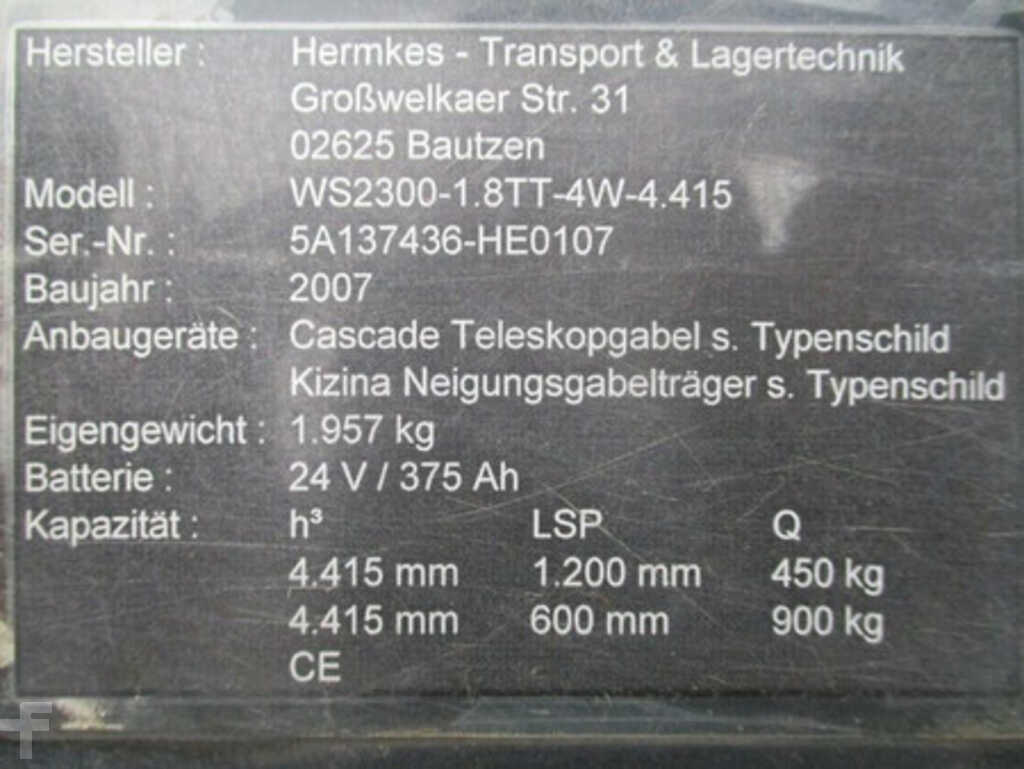 Hersteller : Hermkes - Transport & Lagertechnik
Großwelkaer Str. 31
02625 Bautzen
Modell : WS2300-1.8TT-4W-4.415
Ser.-Nr. : 5A137436-HE0107
Baujahr : 2007
Anbaugeräte : Cascade Teleskopgabel s. Typenschild
Kizina Neigungsgabelträger s. Typenschild
Eigengewicht : 1.957 kg
Batterie : 24 V / 375 Ah
Kapazität : h³ LSP Q
4.415 mm 1.200 mm 450 kg
4.415 mm 600 mm 900 kg
CE